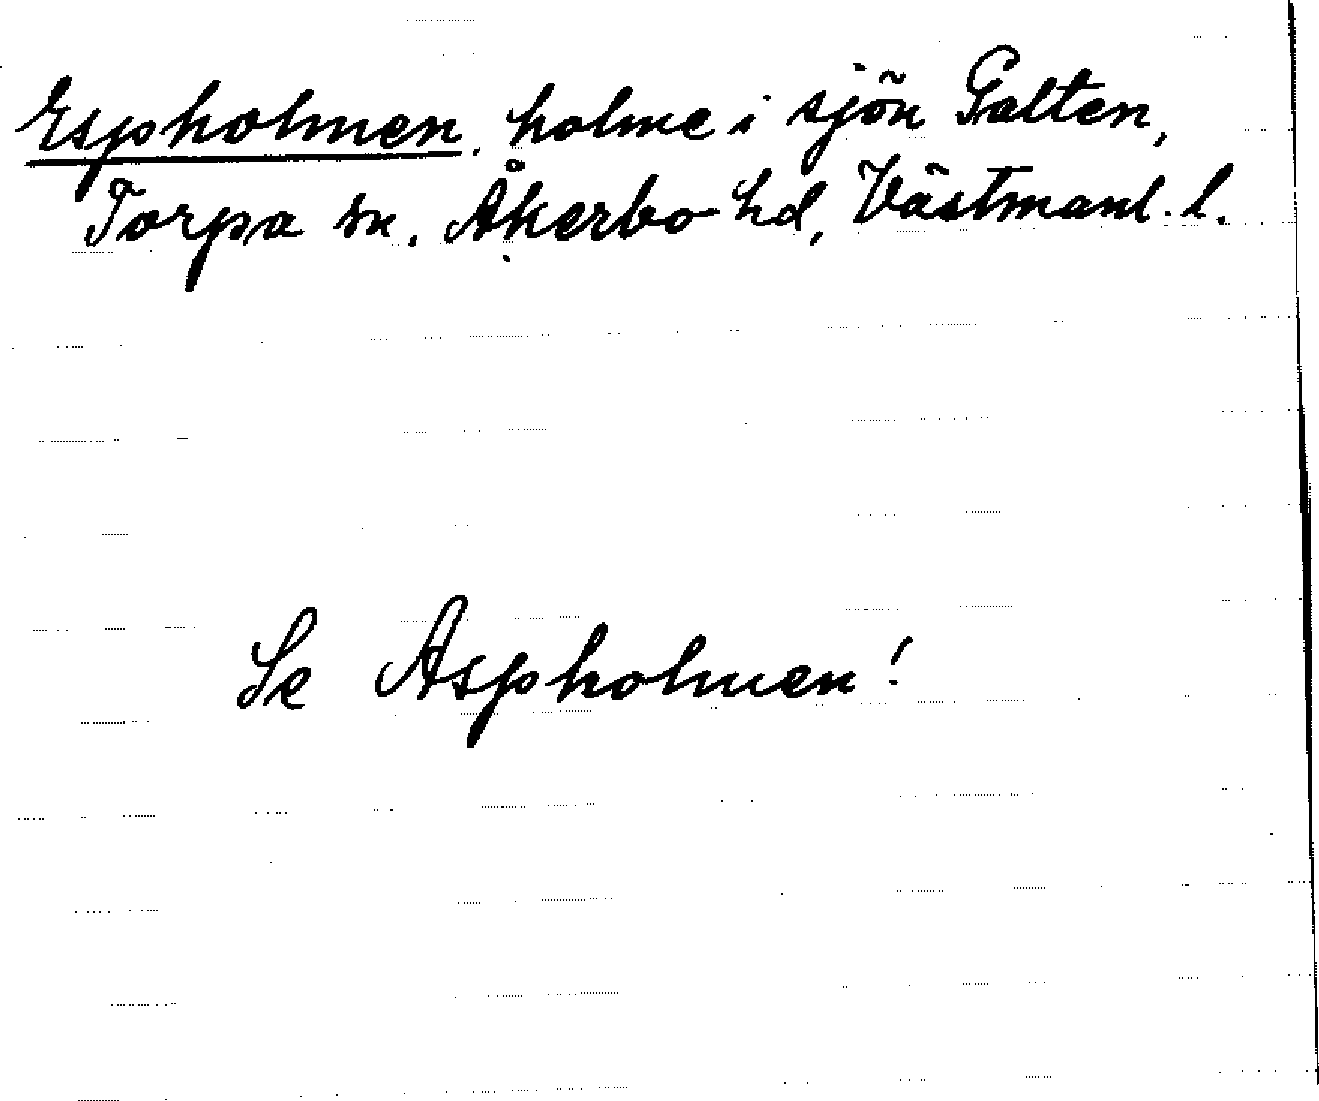 Espholmen, holme i sjön Galten,
Torpa sn, Åkerbo hd, Västmanl. l.
Se Aspholmen!